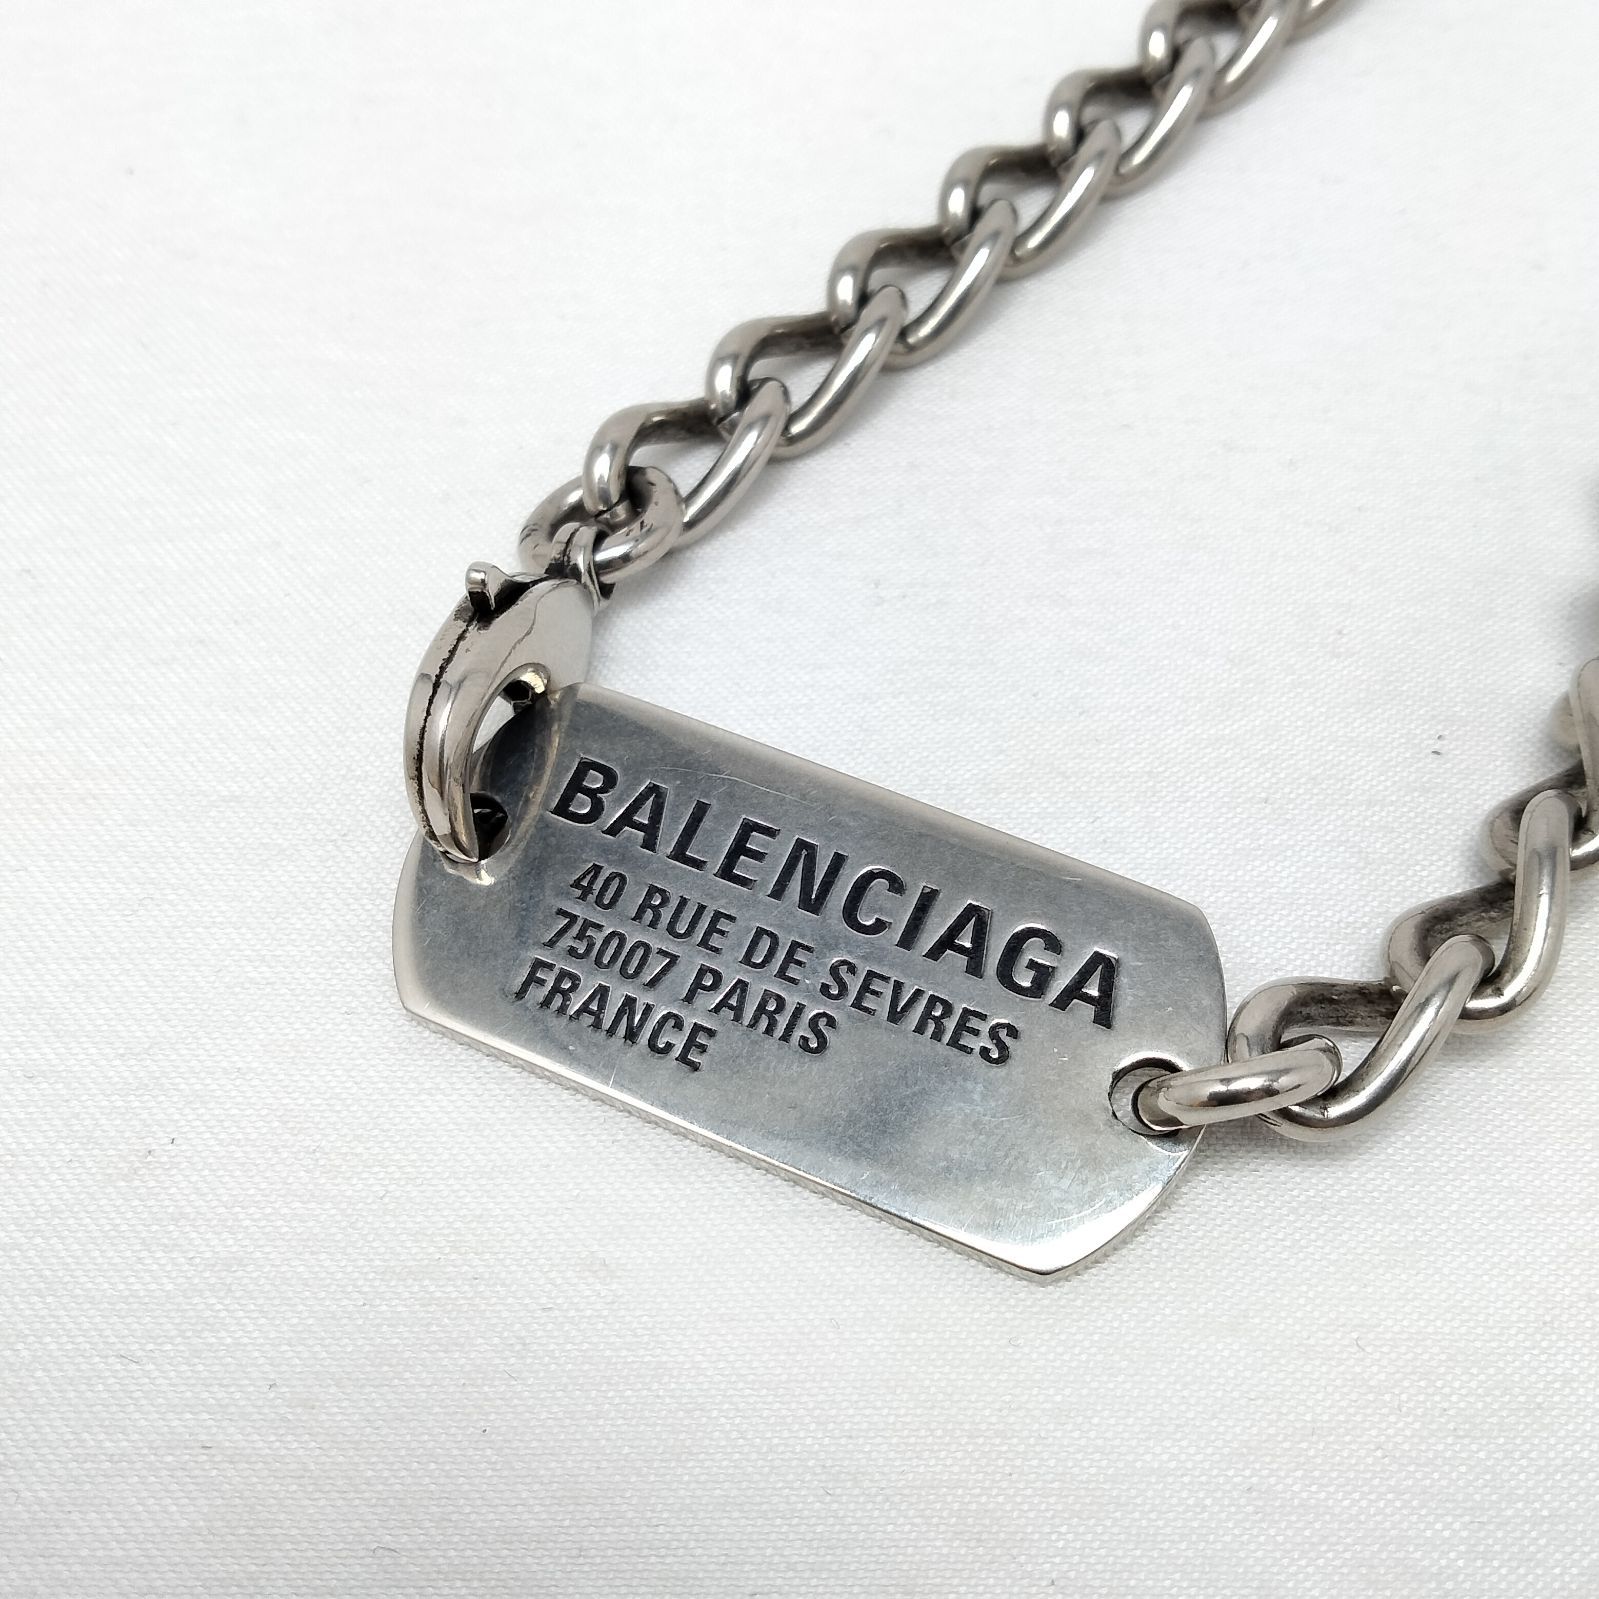 BALENCIAGA
40 RUE DE SEVRES
75007 PARIS
FRANCE